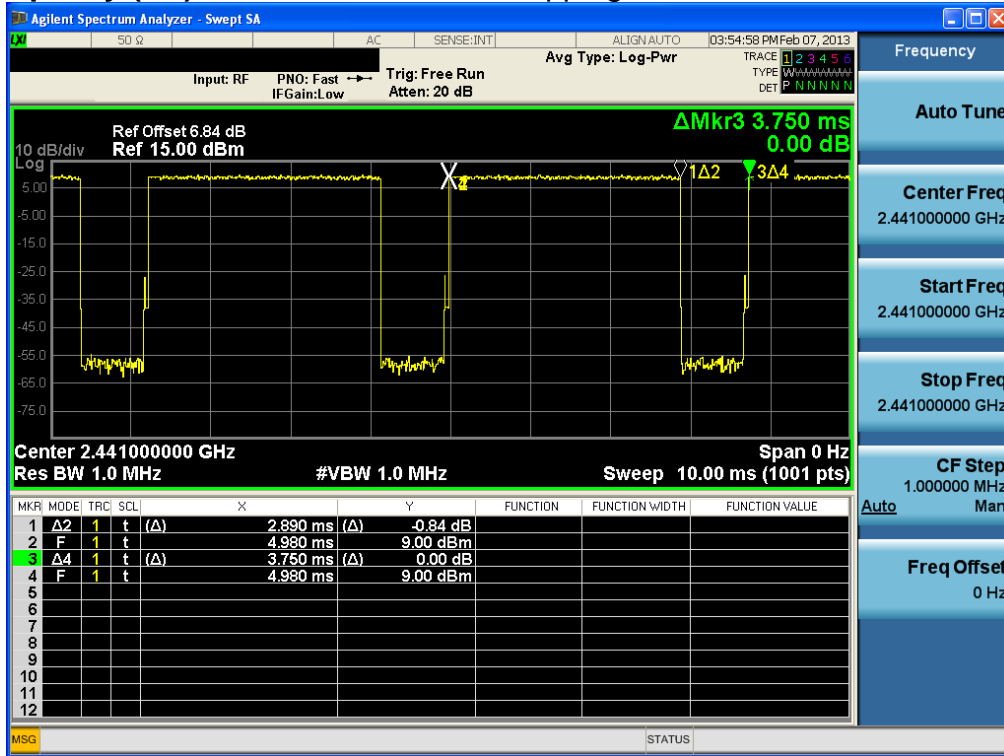 Agilent Spectrum Analyzer - Swept SA
LXI 50 Ω AC SENSE:INT ALIGN AUTO 03:54:58 PM Feb 07, 2013
Avg Type: Log-Pwr TRACE 1 2 3 4 5 6
Input: RF PNO: Fast Trig: Free Run TYPE
IFGain:Low Atten: 20 dB DET P N N N N N
ΔMkr3 3.750 ms
0.00 dB
Ref Offset 6.84 dB
10 dB/div Ref 15.00 dBm
Log
1Δ2 3Δ4
5.00
-5.00
-15.0
-25.0
-35.0
-45.0
-55.0
-65.0
-75.0
Center 2.441000000 GHz Span 0 Hz
Res BW 1.0 MHz #VBW 1.0 MHz Sweep 10.00 ms (1001 pts)
MKR MODE TRC SCL X Y FUNCTION FUNCTION WIDTH FUNCTION VALUE
1 Δ2 1 t (Δ) 2.890 ms (Δ) -0.84 dB
2 F 1 t 4.980 ms 9.00 dBm
3 Δ4 1 t (Δ) 3.750 ms (Δ) 0.00 dB
4 F 1 t 4.980 ms 9.00 dBm
5
6
7
8
9
10
11
12
MSG STATUS
Frequency
Auto Tune
Center Freq
2.441000000 GHz
Start Freq
2.441000000 GHz
Stop Freq
2.441000000 GHz
CF Step
1.000000 MHz
Auto Man
Freq Offset
0 Hz